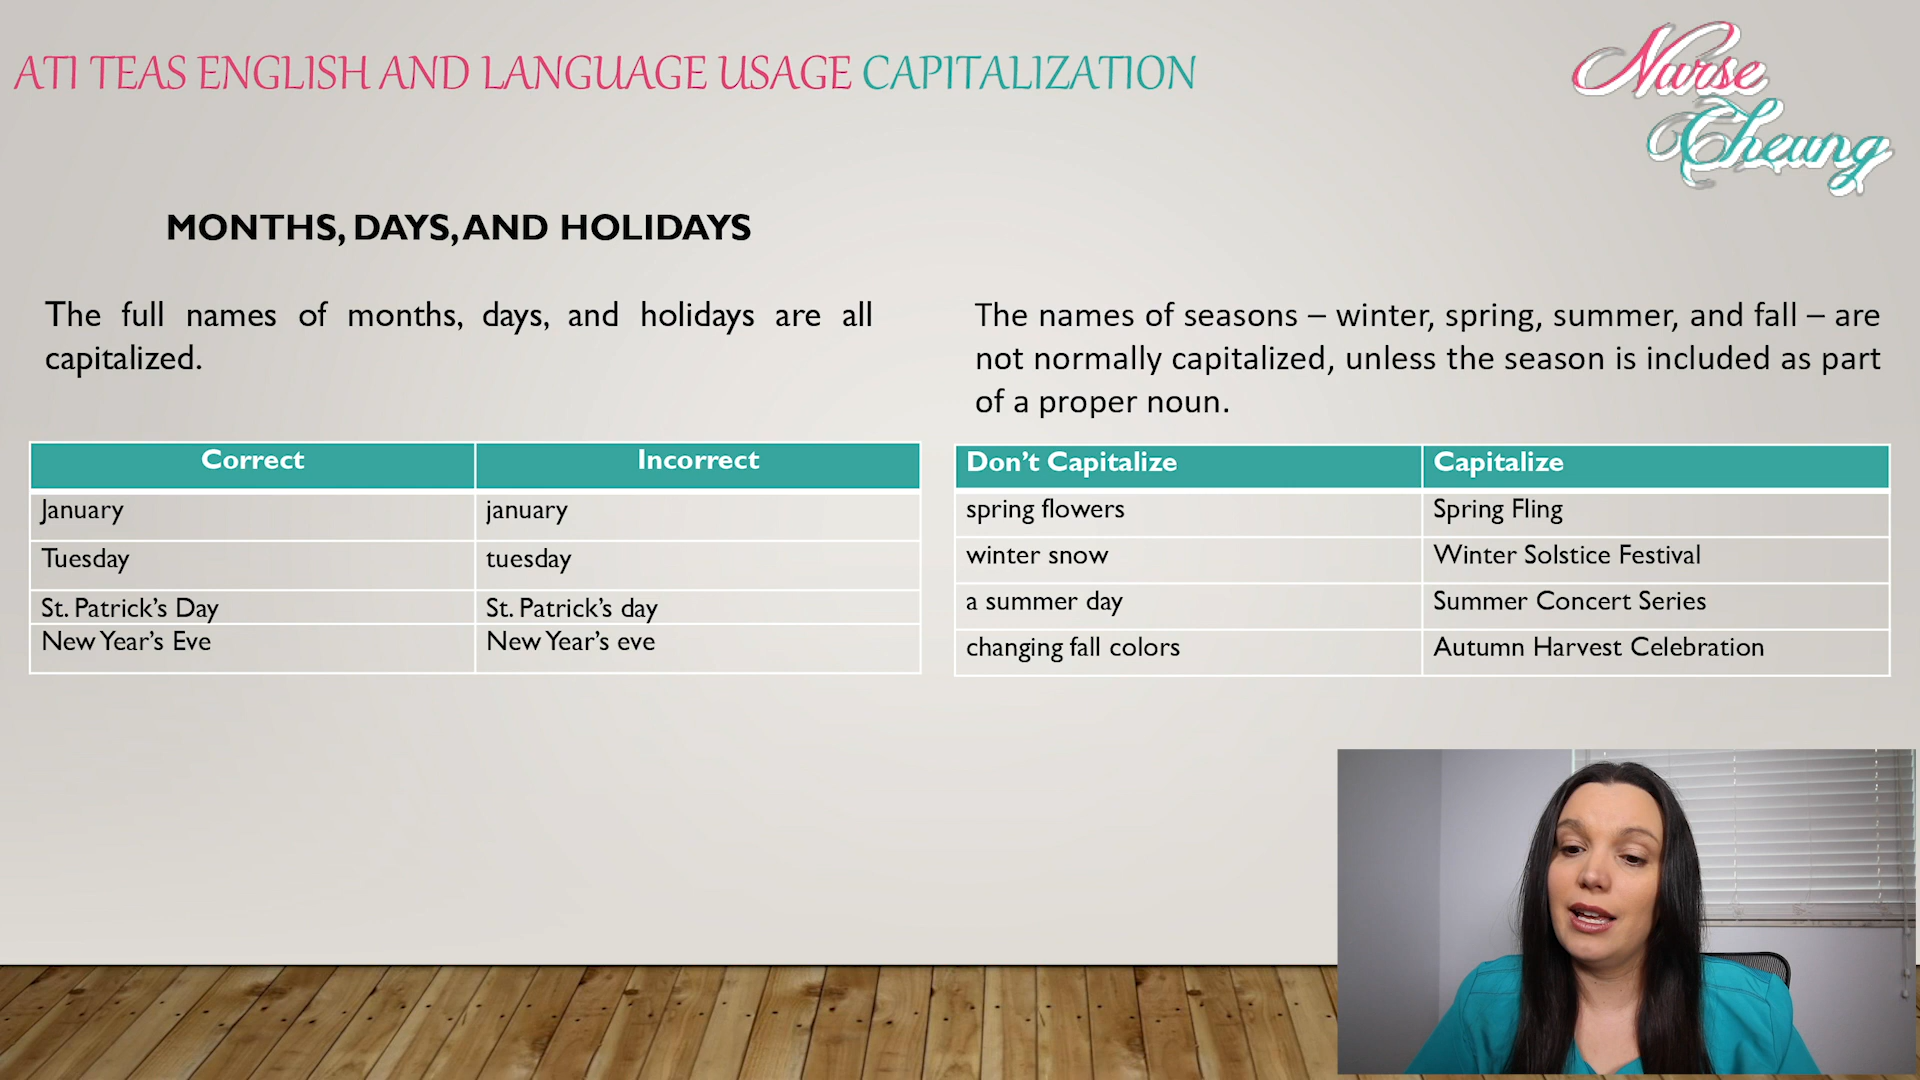 ATI TEAS ENGLISH AND LANGUAGE USAGE CAPITALIZATION
Nurse
Cheung
MONTHS, DAYS, AND HOLIDAYS
The full names of months, days, and holidays are all
capitalized.
Correct Incorrect
January january
Tuesday tuesday
St. Patrick's Day St. Patrick's day
New Year's Eve New Year's eve
The names of seasons – winter, spring, summer, and fall – are
not normally capitalized, unless the season is included as part
of a proper noun.
Don't Capitalize Capitalize
spring flowers Spring Fling
winter snow Winter Solstice Festival
a summer day Summer Concert Series
changing fall colors Autumn Harvest Celebration